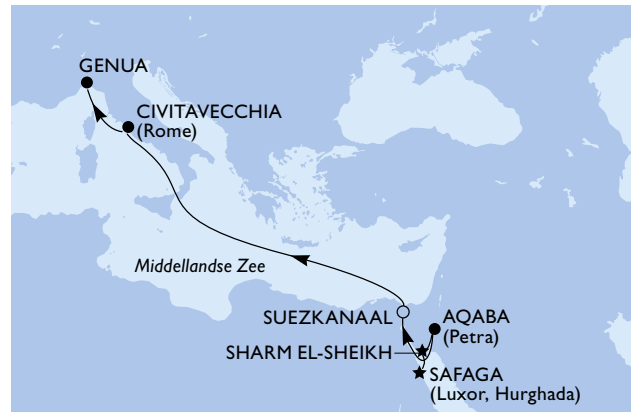 GENUA
CIVITAVECCHIA
(Rome)
Middellandse Zee
SUEZKANAAL
AQABA
(Petra)
SHARM EL-SHEIKH
SAFAGA
(Luxor, Hurghada)